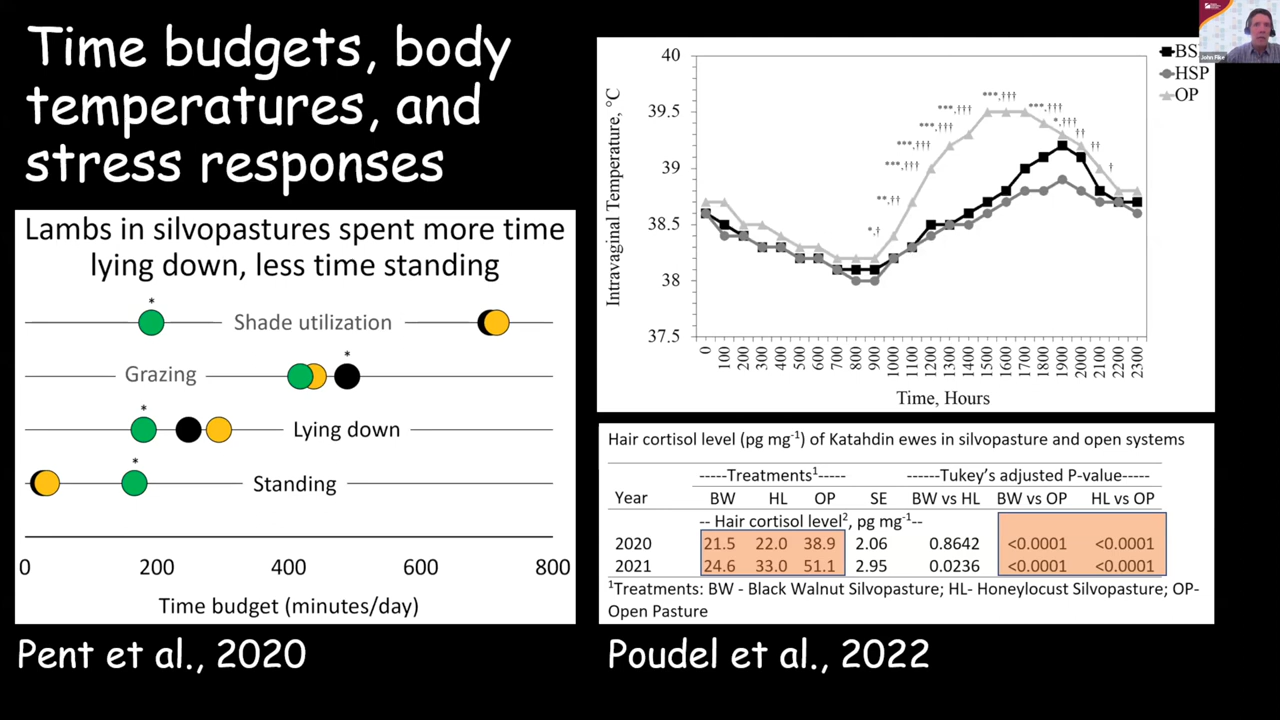 Time budgets, body
temperatures, and
stress responses
Lambs in silvopastures spent more time
lying down, less time standing
*
Shade utilization
*
Grazing
*
Lying down
*
Standing
0 200 400 600 800
Time budget (minutes/day)
Pent et al., 2020
40
39.5
39
38.5
38
37.5
Intravaginal Temperature, °C
*,†
**,††
***,†††
***,†††
***,†††
***,†††
***,†††
***,†††
*,†††
††
††
†
HSP
OP
0 100 200 300 400 500 600 700 800 900 1000 1100 1200 1300 1400 1500 1600 1700 1800 1900 2000 2100 2200 2300
Time, Hours
John Fike
Hair cortisol level (pg mg-1) of Katahdin ewes in silvopasture and open systems
-----Treatments1----- ------Tukey’s adjusted P-value-----
Year BW HL OP SE BW vs HL BW vs OP HL vs OP
-- Hair cortisol level2, pg mg-1--
2020 21.5 22.0 38.9 2.06 0.8642 <0.0001 <0.0001
2021 24.6 33.0 51.1 2.95 0.0236 <0.0001 <0.0001
1Treatments: BW - Black Walnut Silvopasture; HL- Honeylocust Silvopasture; OP-
Open Pasture
Poudel et al., 2022